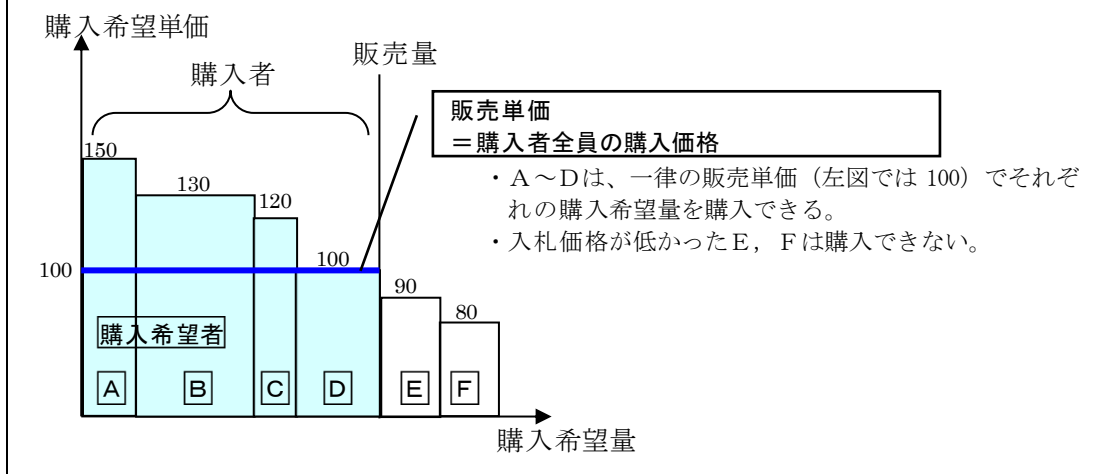 購入希望単価
販売量
購入者
販売単価
＝購入者全員の購入価格
150
130
120
100
100
90
80
・A～Dは、一律の販売単価（左図では 100）でそれぞ
れの購入希望量を購入できる。
・入札価格が低かったE，Fは購入できない。
購入希望者
A
B
C
D
E
F
購入希望量